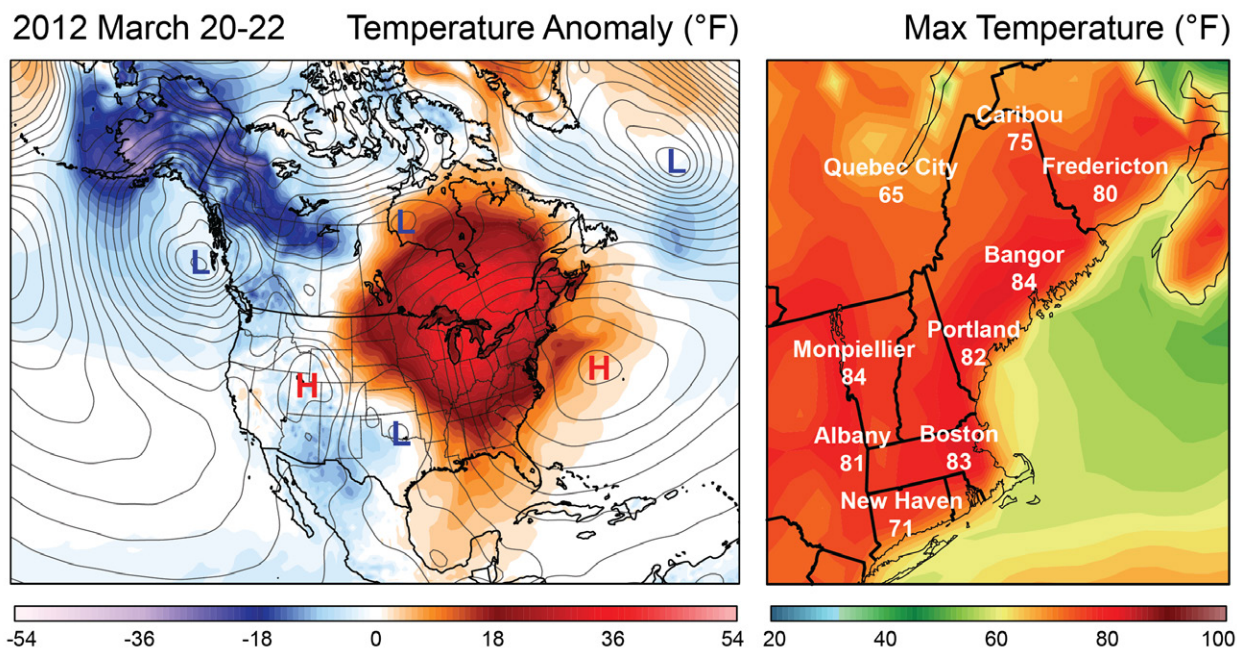 2012 March 20-22
Temperature Anomaly (°F)
Max Temperature (°F)
L
L
L
H
H
L
-54 -36 -18 0 18 36 54
Caribou
75
Quebec City
65
Fredericton
80
Bangor
84
Portland
82
Monpiellier
84
Albany
81
Boston
83
New Haven
71
20 40 60 80 100